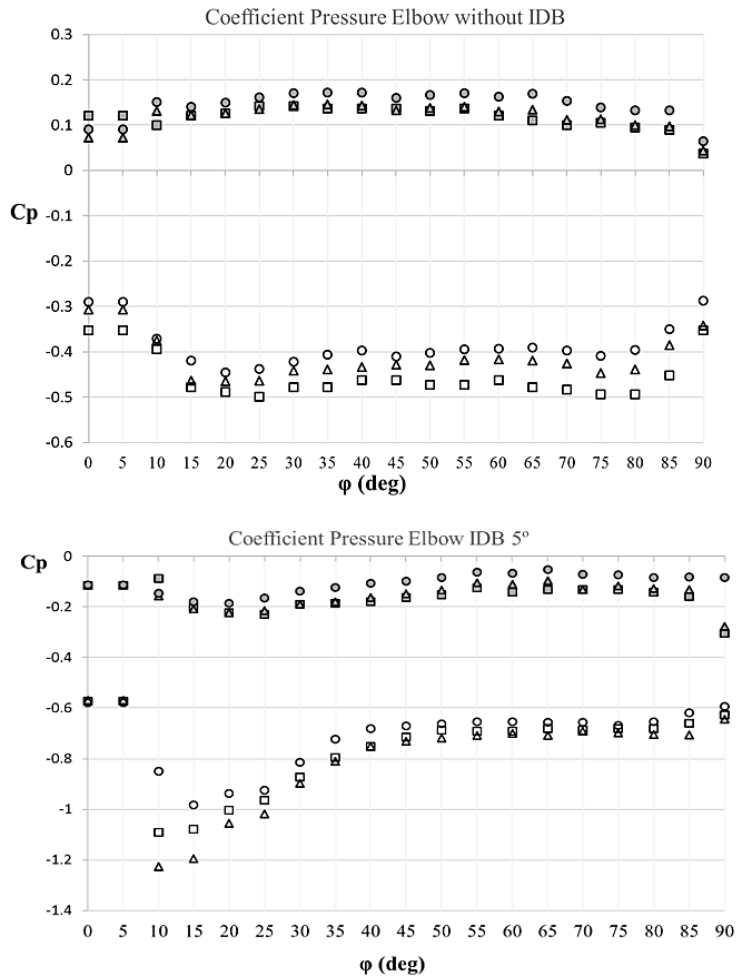 Coefficient Pressure Elbow without IDB
0.3
0.2
0.1
0
-0.1
Cp
-0.2
-0.3
-0.4
-0.5
-0.6
0 5 10 15 20 25 30 35 40 45 50 55 60 65 70 75 80 85 90
φ (deg)
Coefficient Pressure Elbow IDB 5º
Cp
0
-0.2
-0.4
-0.6
-0.8
-1
-1.2
-1.4
0 5 10 15 20 25 30 35 40 45 50 55 60 65 70 75 80 85 90
φ (deg)